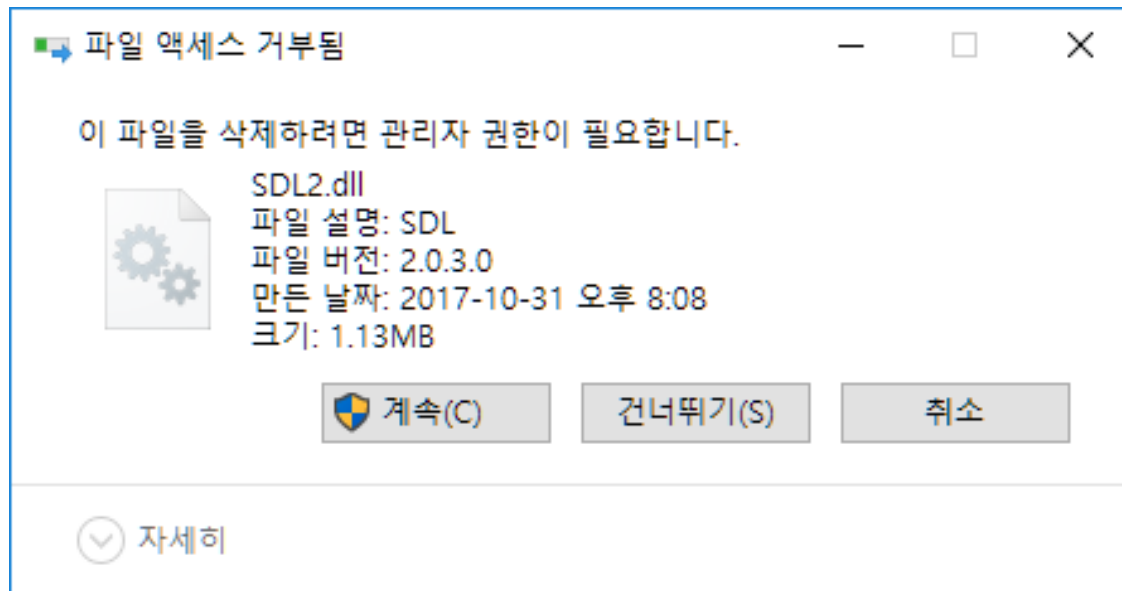 파일 액세스 거부됨
이 파일을 삭제하려면 관리자 권한이 필요합니다.
SDL2.dll
파일 설명: SDL
파일 버전: 2.0.3.0
만든 날짜: 2017-10-31 오후 8:08
크기: 1.13MB
계속(C) 건너뛰기(S) 취소
자세히